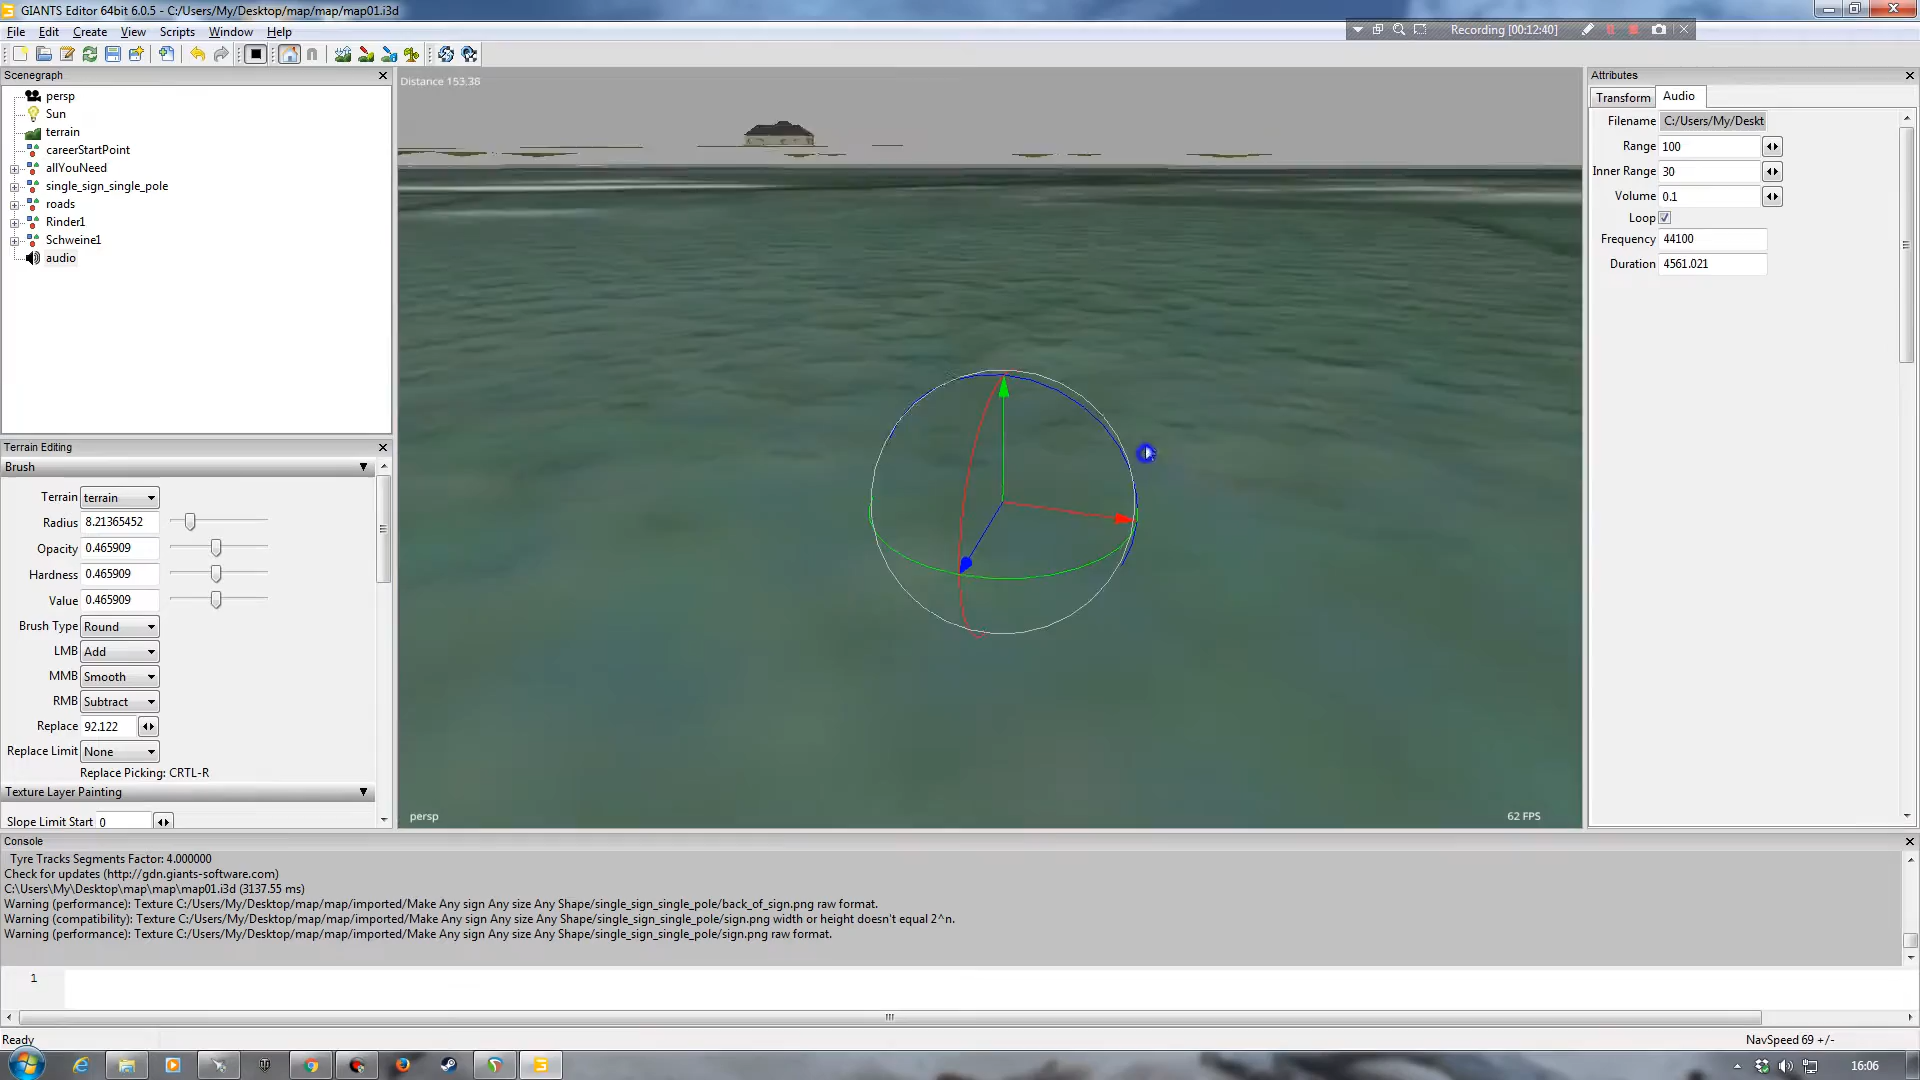 GIANTS Editor 64bit 6.0.5 - C:/Users/My/Desktop/map/map/map01.i3d
File Edit Create View Scripts Window Help
Recording [00:12:40]
Scenegraph
persp
Sun
terrain
careerStartPoint
allYouNeed
single_sign_single_pole
roads
Rinder1
Schweine1
audio
Distance 153.38
persp
62 FPS
Attributes
Transform Audio
Filename C:/Users/My/Deskt
Range 100
Inner Range 30
Volume 0.1
Loop
Frequency 44100
Duration 4561.021
Terrain Editing
Brush
Terrain terrain
Radius 8.21365452
Opacity 0.465909
Hardness 0.465909
Value 0.465909
Brush Type Round
LMB Add
MMB Smooth
RMB Subtract
Replace 92.122
Replace Limit None
Replace Picking: CRTL-R
Texture Layer Painting
Slope Limit Start 0
Console
Tyre Tracks Segments Factor: 4.000000
Check for updates (http://gdn.giants-software.com)
C:\Users\My\Desktop\map\map\map01.i3d (3137.55 ms)
Warning (performance): Texture C:/Users/My/Desktop/map/map/imported/Make Any sign Any size Any Shape/single_sign_single_pole/back_of_sign.png raw format.
Warning (compatibility): Texture C:/Users/My/Desktop/map/map/imported/Make Any sign Any size Any Shape/single_sign_single_pole/sign.png width or height doesn't equal 2^n.
Warning (performance): Texture C:/Users/My/Desktop/map/map/imported/Make Any sign Any size Any Shape/single_sign_single_pole/sign.png raw format.
1
Ready
NavSpeed 69 +/-
16:06